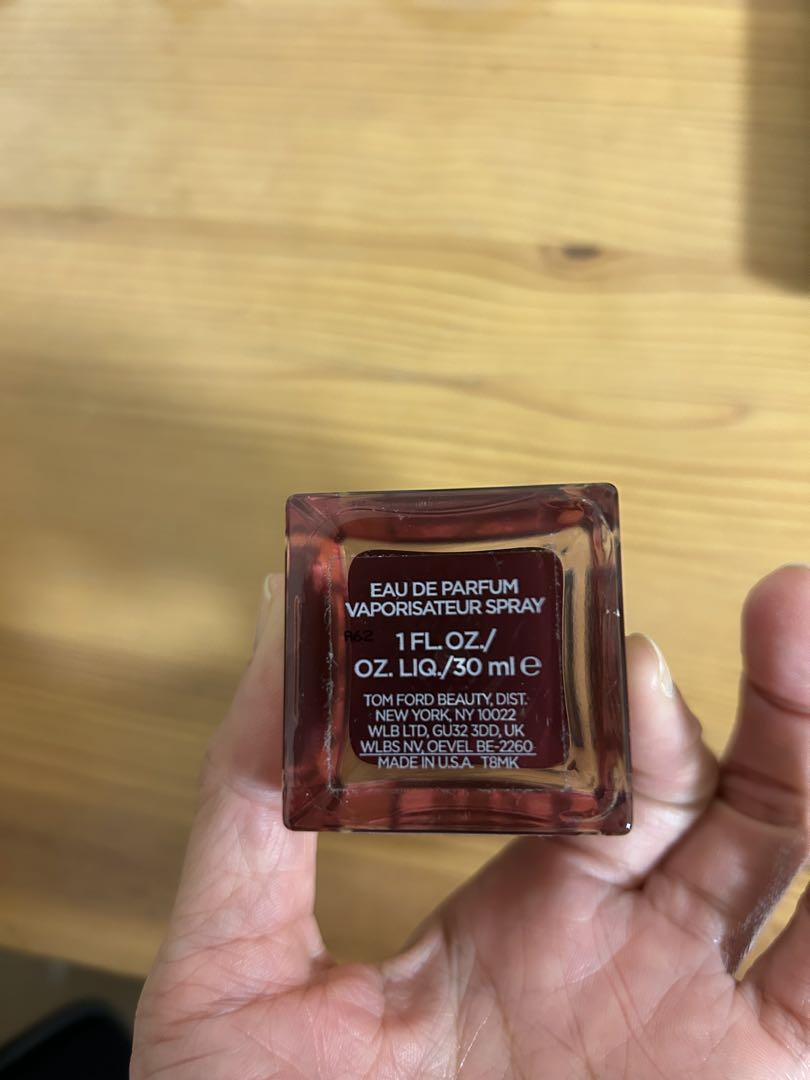 EAU DE PARFUM
VAPORISATEUR SPRAY
A62
1 FL. OZ./
OZ. LIQ./30 ml ℮
TOM FORD BEAUTY, DIST.
NEW YORK, NY 10022
WLB LTD, GU32 3DD, UK
WLBS NV, OEVEL BE-2260
MADE IN U.S.A. T8MK